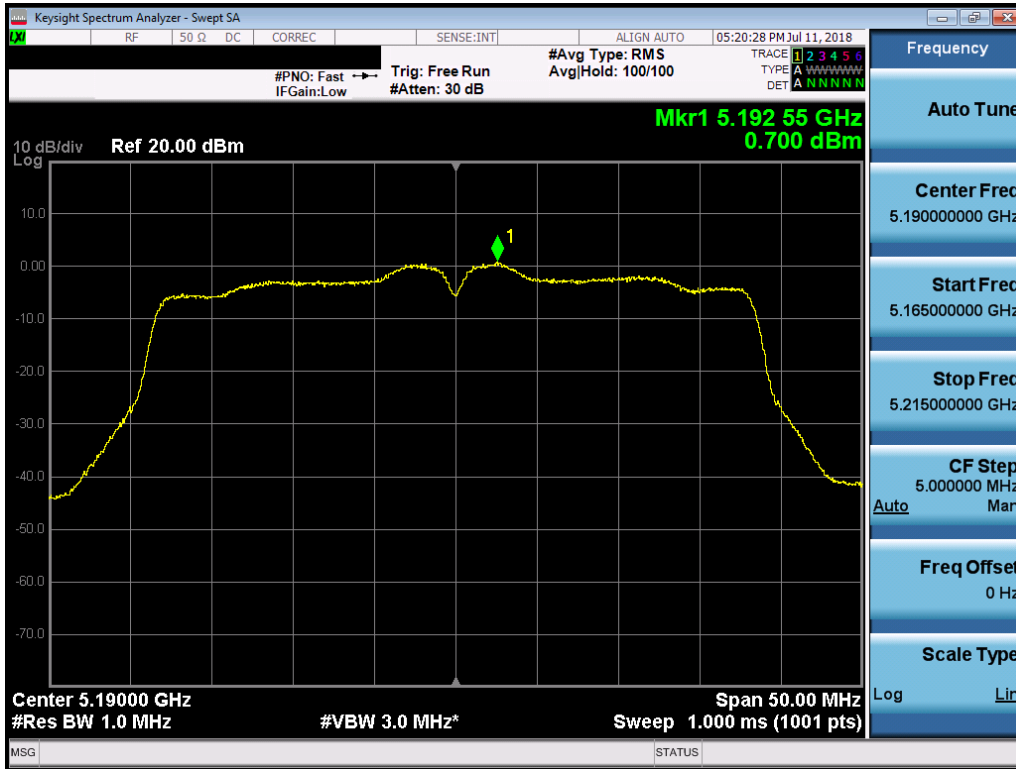 Keysight Spectrum Analyzer - Swept SA
LXI RF 50 Ω DC CORREC SENSE:INT ALIGN AUTO 05:20:28 PM Jul 11, 2018
#PNO: Fast
IFGain:Low
Trig: Free Run
#Atten: 30 dB
#Avg Type: RMS
Avg|Hold: 100/100
TRACE 1 2 3 4 5 6
TYPE A WWWWW
DET A N N N N N
Mkr1 5.192 55 GHz
0.700 dBm
10 dB/div Ref 20.00 dBm
Log
10.0
0.00
-10.0
-20.0
-30.0
-40.0
-50.0
-60.0
-70.0
1
Center 5.19000 GHz Span 50.00 MHz
#Res BW 1.0 MHz #VBW 3.0 MHz* Sweep 1.000 ms (1001 pts)
MSG STATUS
Frequency
Auto Tune
Center Freq
5.190000000 GHz
Start Freq
5.165000000 GHz
Stop Freq
5.215000000 GHz
CF Step
5.000000 MHz
Auto Man
Freq Offset
0 Hz
Scale Type
Log Lin